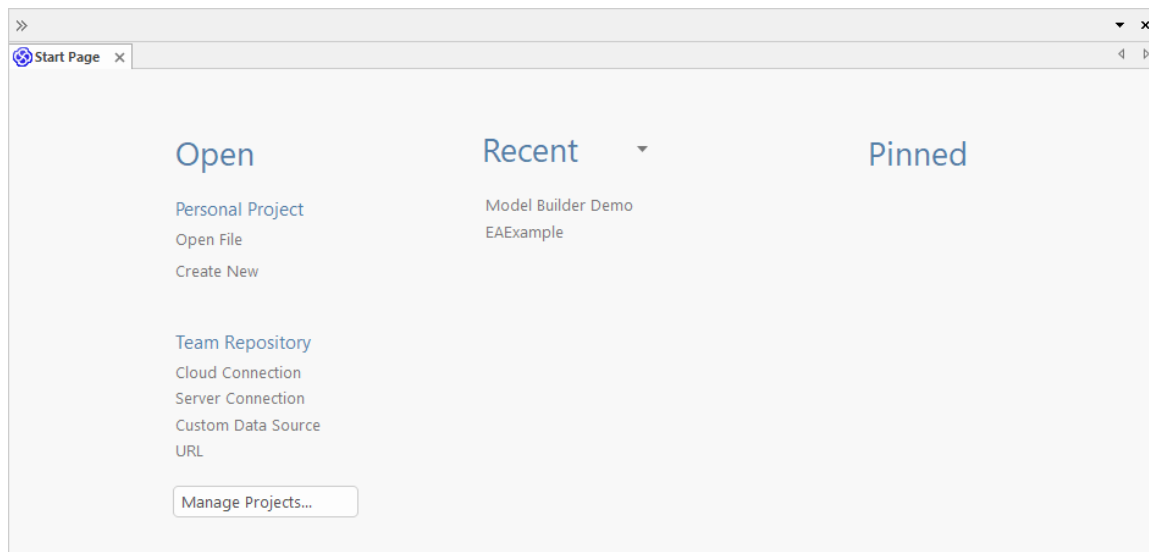 Start Page
Open
Personal Project
Open File
Create New
Team Repository
Cloud Connection
Server Connection
Custom Data Source
URL
Manage Projects...
Recent
Model Builder Demo
EAExample
Pinned